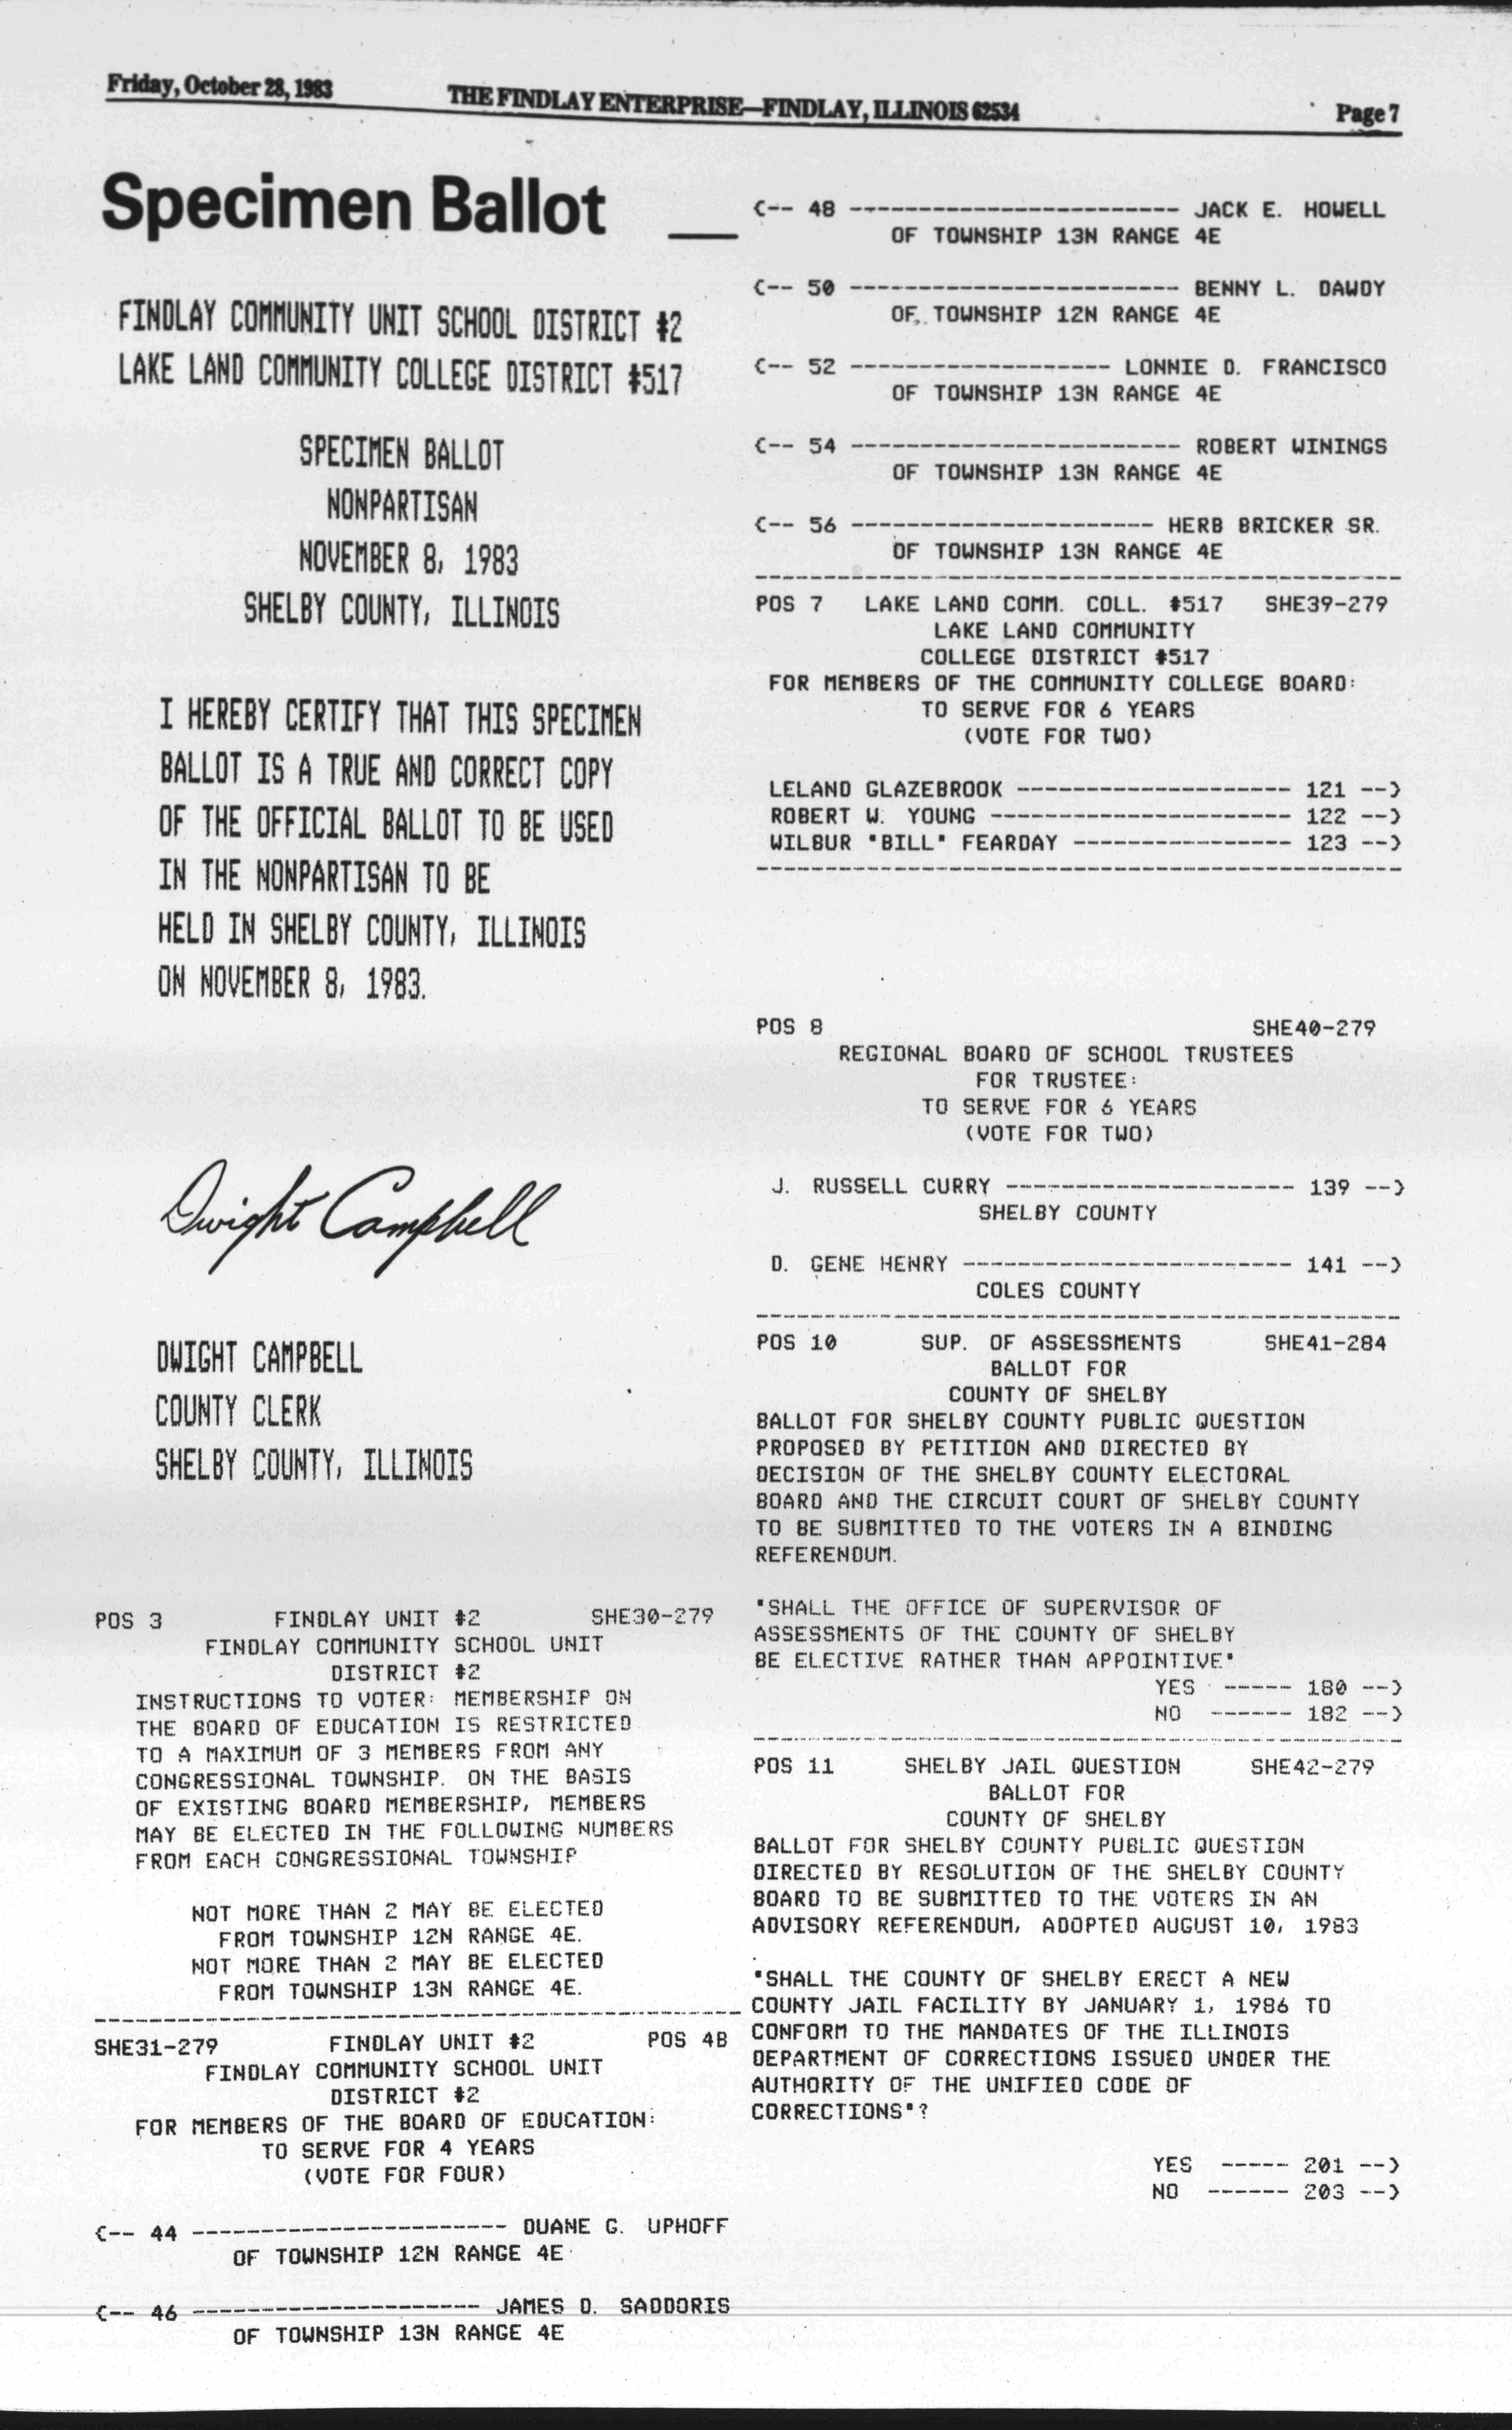 Friday, October 28, 1983 THE FINDLAY ENTERPRISE—FINDLAY, ILLINOIS 62534 Page 7
Specimen Ballot
FINDLAY COMMUNITY UNIT SCHOOL DISTRICT #2
LAKE LAND COMMUNITY COLLEGE DISTRICT #517
SPECIMEN BALLOT
NONPARTISAN
NOVEMBER 8, 1983
SHELBY COUNTY, ILLINOIS
I HEREBY CERTIFY THAT THIS SPECIMEN
BALLOT IS A TRUE AND CORRECT COPY
OF THE OFFICIAL BALLOT TO BE USED
IN THE NONPARTISAN TO BE
HELD IN SHELBY COUNTY, ILLINOIS
ON NOVEMBER 8, 1983.
Dwight Campbell
DWIGHT CAMPBELL
COUNTY CLERK
SHELBY COUNTY, ILLINOIS
POS 3 FINDLAY UNIT #2 SHE30-279
FINDLAY COMMUNITY SCHOOL UNIT
DISTRICT #2
INSTRUCTIONS TO VOTER: MEMBERSHIP ON
THE BOARD OF EDUCATION IS RESTRICTED
TO A MAXIMUM OF 3 MEMBERS FROM ANY
CONGRESSIONAL TOWNSHIP. ON THE BASIS
OF EXISTING BOARD MEMBERSHIP, MEMBERS
MAY BE ELECTED IN THE FOLLOWING NUMBERS
FROM EACH CONGRESSIONAL TOWNSHIP
NOT MORE THAN 2 MAY BE ELECTED
FROM TOWNSHIP 12N RANGE 4E.
NOT MORE THAN 2 MAY BE ELECTED
FROM TOWNSHIP 13N RANGE 4E.
SHE31-279 FINDLAY UNIT #2 POS 4B
FINDLAY COMMUNITY SCHOOL UNIT
DISTRICT #2
FOR MEMBERS OF THE BOARD OF EDUCATION:
TO SERVE FOR 4 YEARS
(VOTE FOR FOUR)
<-- 44 ----------------------- DUANE G. UPHOFF
OF TOWNSHIP 12N RANGE 4E
<-- 46 --------------------- JAMES D. SADDORIS
OF TOWNSHIP 13N RANGE 4E
<-- 48 ------------------------ JACK E. HOWELL
OF TOWNSHIP 13N RANGE 4E
<-- 50 ------------------------ BENNY L. DAWDY
OF TOWNSHIP 12N RANGE 4E
<-- 52 ------------------- LONNIE D. FRANCISCO
OF TOWNSHIP 13N RANGE 4E
<-- 54 ------------------------ ROBERT WININGS
OF TOWNSHIP 13N RANGE 4E
<-- 56 ---------------------- HERB BRICKER SR.
OF TOWNSHIP 13N RANGE 4E
POS 7 LAKE LAND COMM. COLL. #517 SHE39-279
LAKE LAND COMMUNITY
COLLEGE DISTRICT #517
FOR MEMBERS OF THE COMMUNITY COLLEGE BOARD:
TO SERVE FOR 6 YEARS
(VOTE FOR TWO)
LELAND GLAZEBROOK -------------------- 121 -->
ROBERT W. YOUNG ---------------------- 122 -->
WILBUR "BILL" FEARDAY ---------------- 123 -->
POS 8 SHE40-279
REGIONAL BOARD OF SCHOOL TRUSTEES
FOR TRUSTEE:
TO SERVE FOR 6 YEARS
(VOTE FOR TWO)
J. RUSSELL CURRY --------------------- 139 -->
SHELBY COUNTY
D. GENE HENRY ------------------------ 141 -->
COLES COUNTY
POS 10 SUP. OF ASSESSMENTS SHE41-284
BALLOT FOR
COUNTY OF SHELBY
BALLOT FOR SHELBY COUNTY PUBLIC QUESTION
PROPOSED BY PETITION AND DIRECTED BY
DECISION OF THE SHELBY COUNTY ELECTORAL
BOARD AND THE CIRCUIT COURT OF SHELBY COUNTY
TO BE SUBMITTED TO THE VOTERS IN A BINDING
REFERENDUM.
"SHALL THE OFFICE OF SUPERVISOR OF
ASSESSMENTS OF THE COUNTY OF SHELBY
BE ELECTIVE RATHER THAN APPOINTIVE"
YES ----- 180 -->
NO ------ 182 -->
POS 11 SHELBY JAIL QUESTION SHE42-279
BALLOT FOR
COUNTY OF SHELBY
BALLOT FOR SHELBY COUNTY PUBLIC QUESTION
DIRECTED BY RESOLUTION OF THE SHELBY COUNTY
BOARD TO BE SUBMITTED TO THE VOTERS IN AN
ADVISORY REFERENDUM, ADOPTED AUGUST 10, 1983
"SHALL THE COUNTY OF SHELBY ERECT A NEW
COUNTY JAIL FACILITY BY JANUARY 1, 1986 TO
CONFORM TO THE MANDATES OF THE ILLINOIS
DEPARTMENT OF CORRECTIONS ISSUED UNDER THE
AUTHORITY OF THE UNIFIED CODE OF
CORRECTIONS"?
YES ----- 201 -->
NO ------ 203 -->